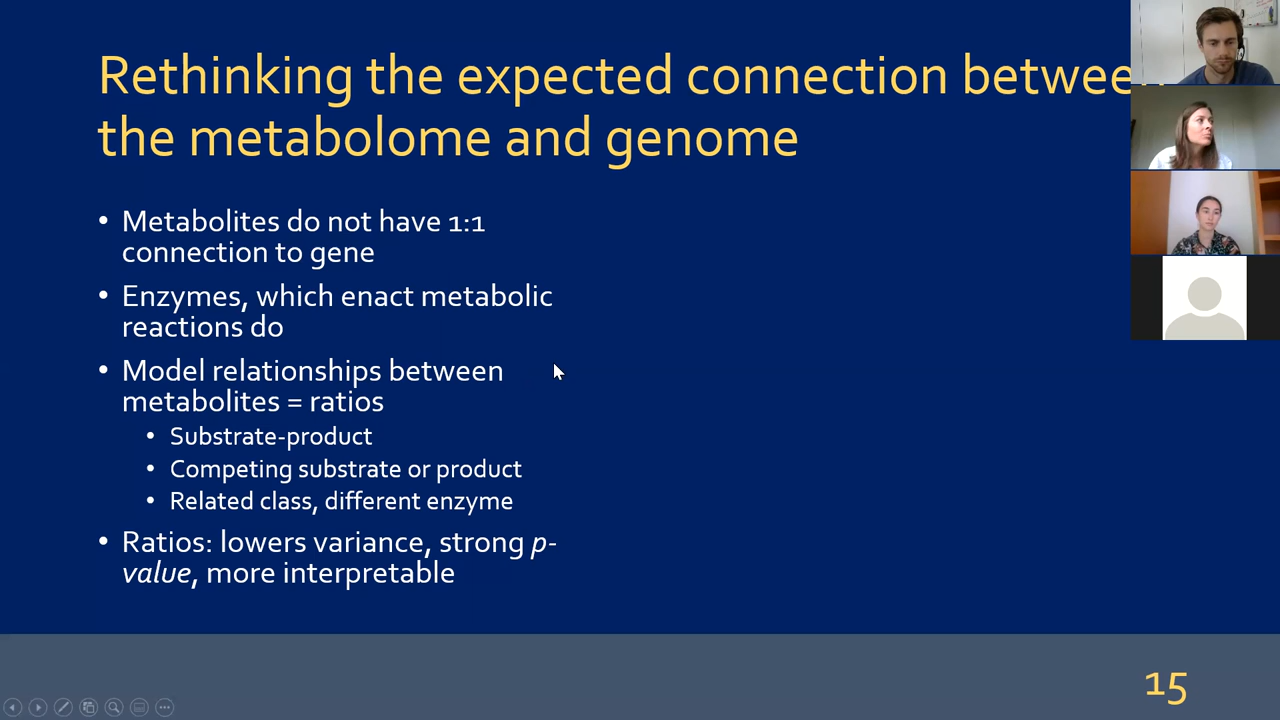 Rethinking the expected connection between
the metabolome and genome
• Metabolites do not have 1:1
connection to gene
• Enzymes, which enact metabolic
reactions do
• Model relationships between
metabolites = ratios
• Substrate-product
• Competing substrate or product
• Related class, different enzyme
• Ratios: lowers variance, strong p-
value, more interpretable
15